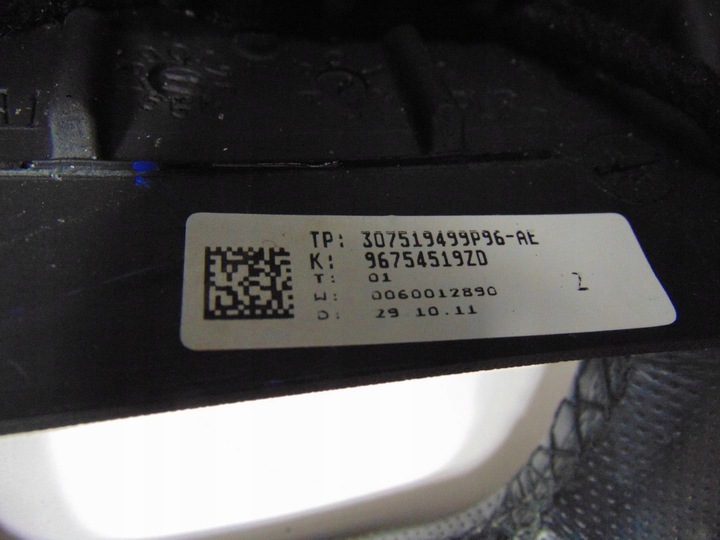 TP: 307519499P96-AE
K: 96754519ZD
T: 01
W: 0060012890
D: 29.10.11
2